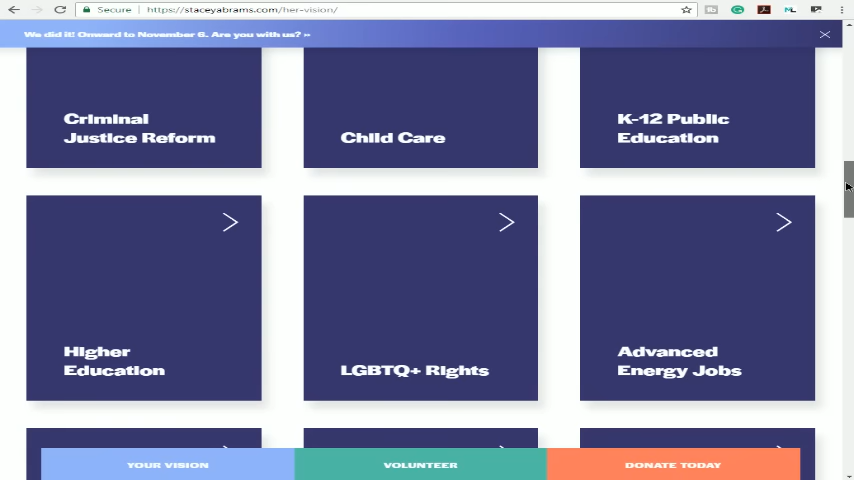 Secure
https://staceyabrams.com/her-vision/
We did it! Onward to November 6. Are you with us? »
Criminal
Justice Reform
Child Care
K-12 Public
Education
Higher
Education
LGBTQ+ Rights
Advanced
Energy Jobs
YOUR VISION
VOLUNTEER
DONATE TODAY